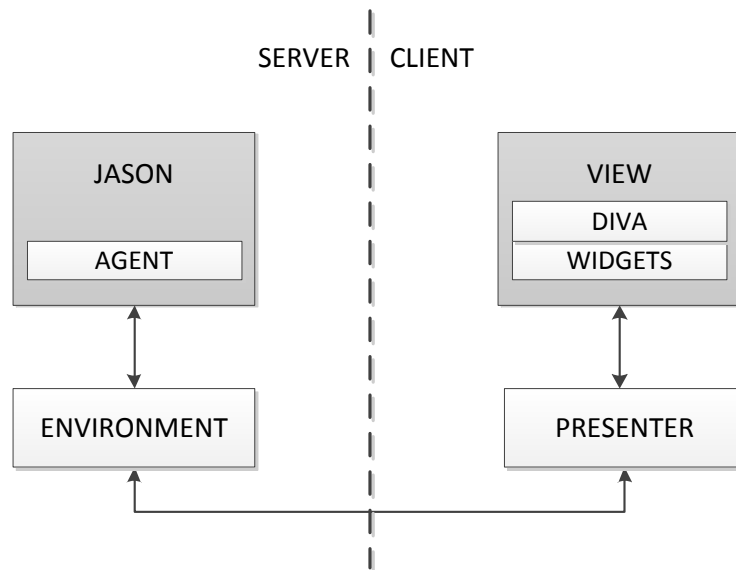 SERVER
CLIENT
JASON
AGENT
VIEW
DIVA
WIDGETS
ENVIRONMENT
PRESENTER